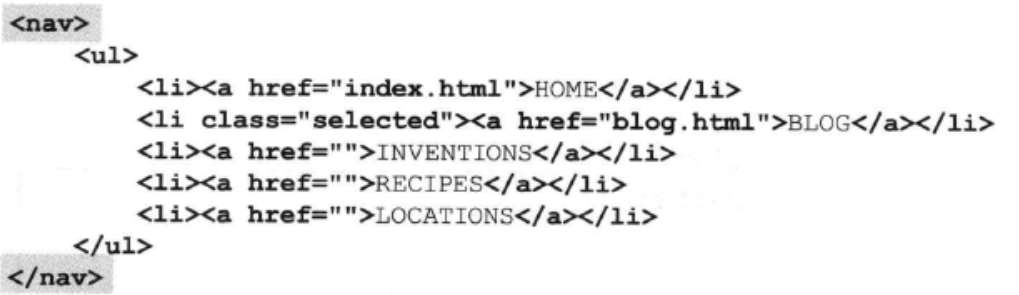 <nav>
<ul>
<li><a href="index.html">HOME</a></li>
<li class="selected"><a href="blog.html">BLOG</a></li>
<li><a href="">INVENTIONS</a></li>
<li><a href="">RECIPES</a></li>
<li><a href="">LOCATIONS</a></li>
</ul>
</nav>